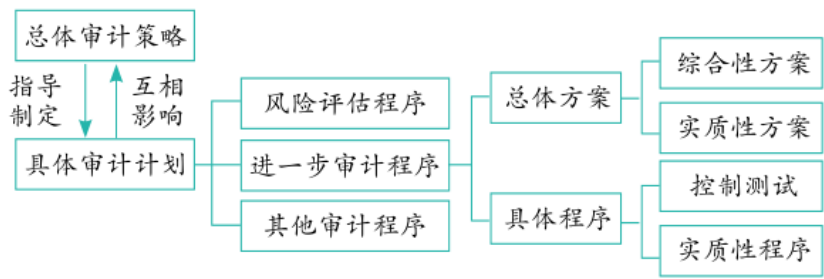 总体审计策略
指导
制定
互相
影响
具体审计计划
风险评估程序
进一步审计程序
其他审计程序
总体方案
具体程序
综合性方案
实质性方案
控制测试
实质性程序